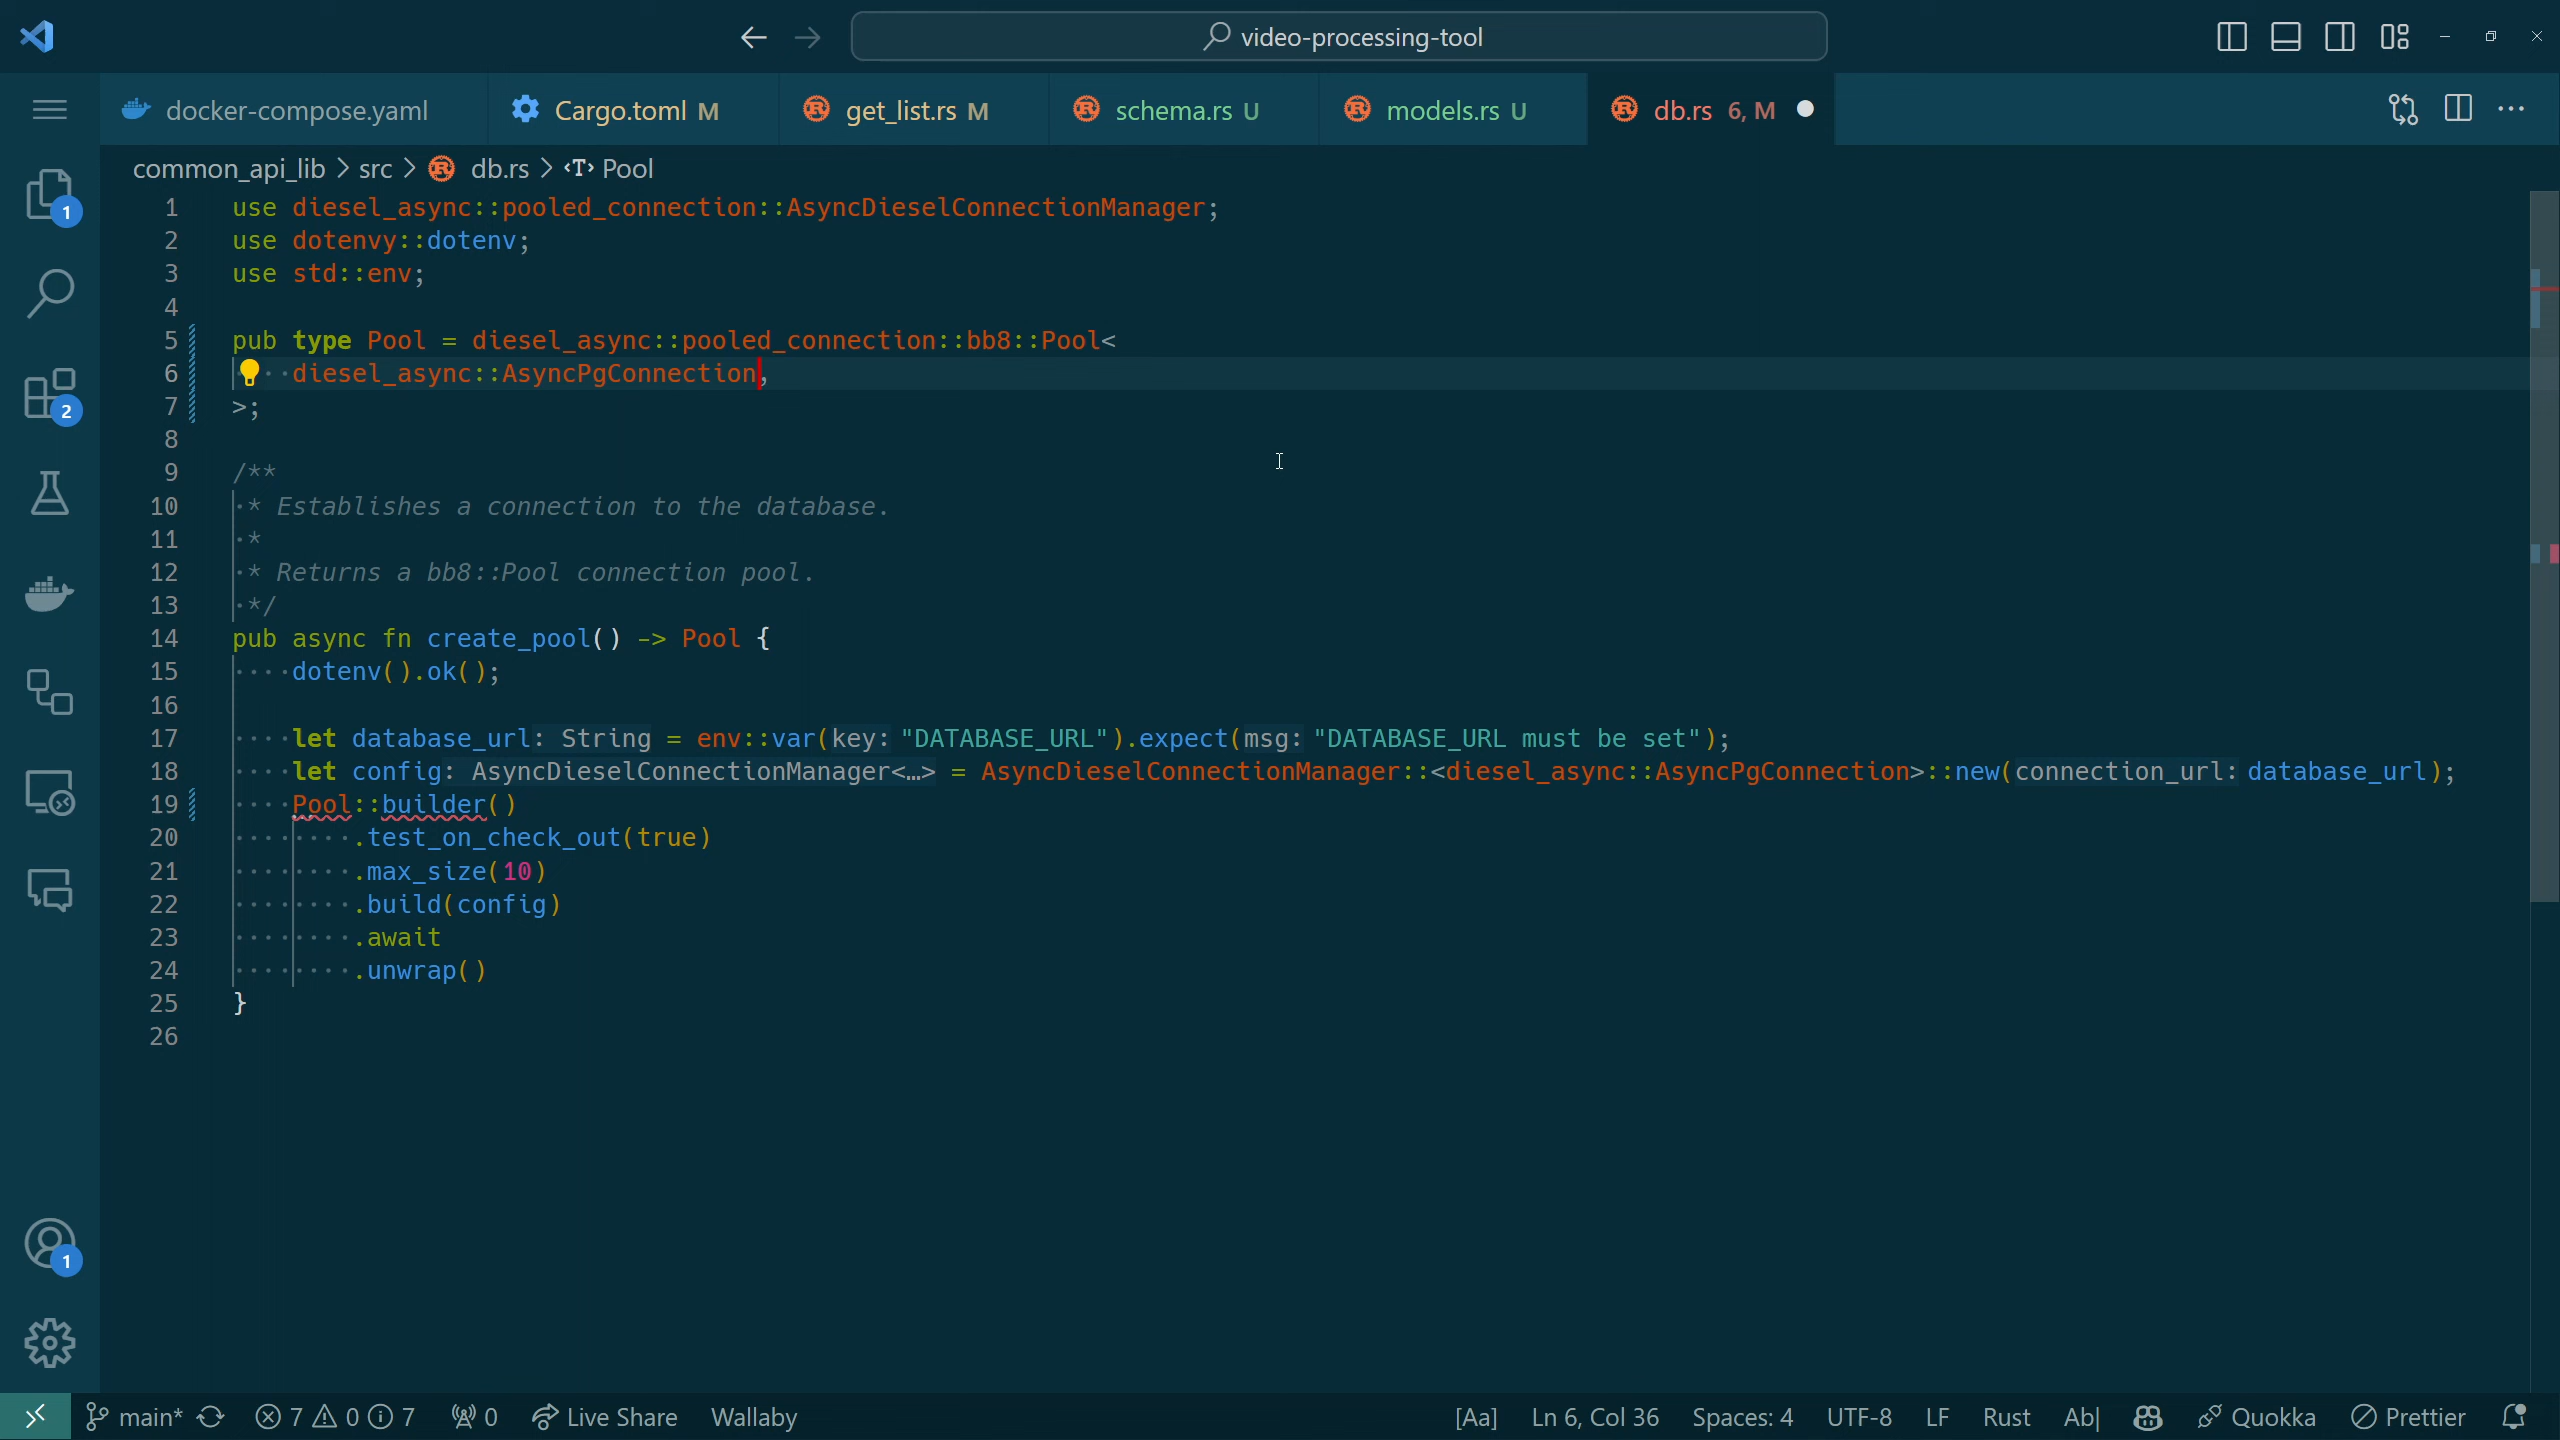 video-processing-tool
docker-compose.yaml Cargo.toml M get_list.rs M schema.rs U models.rs U db.rs 6, M
common_api_lib > src > db.rs > Pool
1 use diesel_async::pooled_connection::AsyncDieselConnectionManager;
2 use dotenvy::dotenv;
3 use std::env;
4
5 pub type Pool = diesel_async::pooled_connection::bb8::Pool<
6 diesel_async::AsyncPgConnection,
7 >;
8
9 /**
10 * Establishes a connection to the database.
11 *
12 * Returns a bb8::Pool connection pool.
13 */
14 pub async fn create_pool() -> Pool {
15 dotenv().ok();
16
17 let database_url: String = env::var(key: "DATABASE_URL").expect(msg: "DATABASE_URL must be set");
18 let config: AsyncDieselConnectionManager<…> = AsyncDieselConnectionManager::<diesel_async::AsyncPgConnection>::new(connection_url: database_url);
19 Pool::builder()
20 .test_on_check_out(true)
21 .max_size(10)
22 .build(config)
23 .await
24 .unwrap()
25 }
26
1
2
1
main* 7 0 7 0 Live Share Wallaby [Aa] Ln 6, Col 36 Spaces: 4 UTF-8 LF Rust Ab| Quokka Prettier